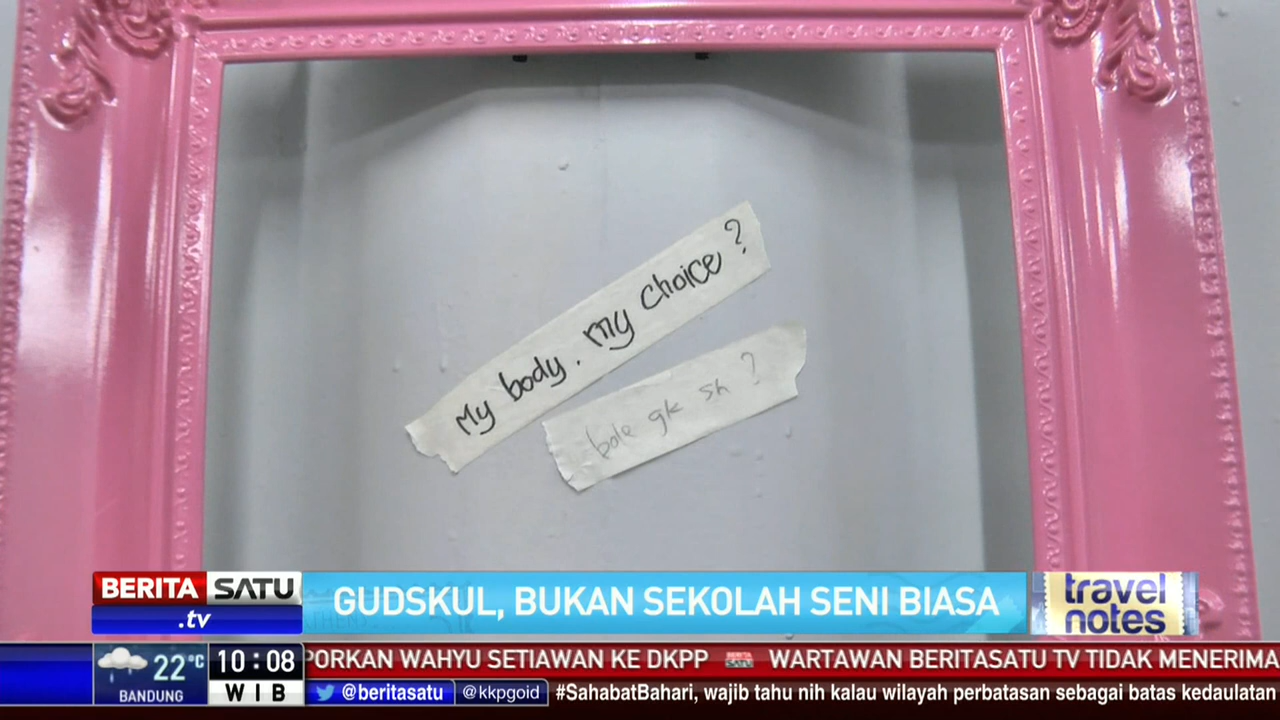 My body. my choice?
bole gk sh?
BERITA SATU
.tv
GUDSKUL, BUKAN SEKOLAH SENI BIASA
travel
notes
22°C
BANDUNG
10:08
WIB
PORKAN WAHYU SETIAWAN KE DKPP BERITA SATU WARTAWAN BERITASATU TV TIDAK MENERIMA
@beritasatu @kkpgoid #SahabatBahari, wajib tahu nih kalau wilayah perbatasan sebagai batas kedaulatan